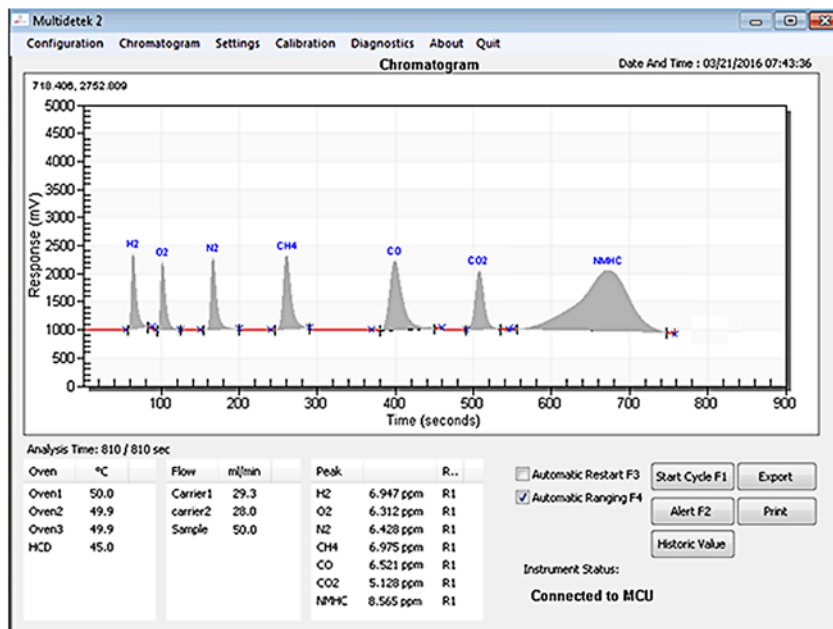 Multidetek 2
Configuration Chromatogram Settings Calibration Diagnostics About Quit
Chromatogram Date And Time : 03/21/2016 07:43:36
718.406, 2752.809
5000
4500
4000
3500
3000
2500
2000
1500
1000
500
0
Response (mV)
H2 O2 N2 CH4 CO CO2 NMHC
100 200 300 400 500 600 700 800 900
Time (seconds)
Analysis Time: 810 / 810 sec
Oven °C
Oven1 50.0
Oven2 49.9
Oven3 49.9
HCD 45.0
Flow ml/min
Carrier1 29.3
carrier2 28.0
Sample 50.0
Peak R..
H2 6.947 ppm R1
O2 6.312 ppm R1
N2 6.428 ppm R1
CH4 6.975 ppm R1
CO 6.521 ppm R1
CO2 5.128 ppm R1
NMHC 8.565 ppm R1
Automatic Restart F3
Automatic Ranging F4
Start Cycle F1 Export
Alert F2 Print
Historic Value
Instrument Status:
Connected to MCU